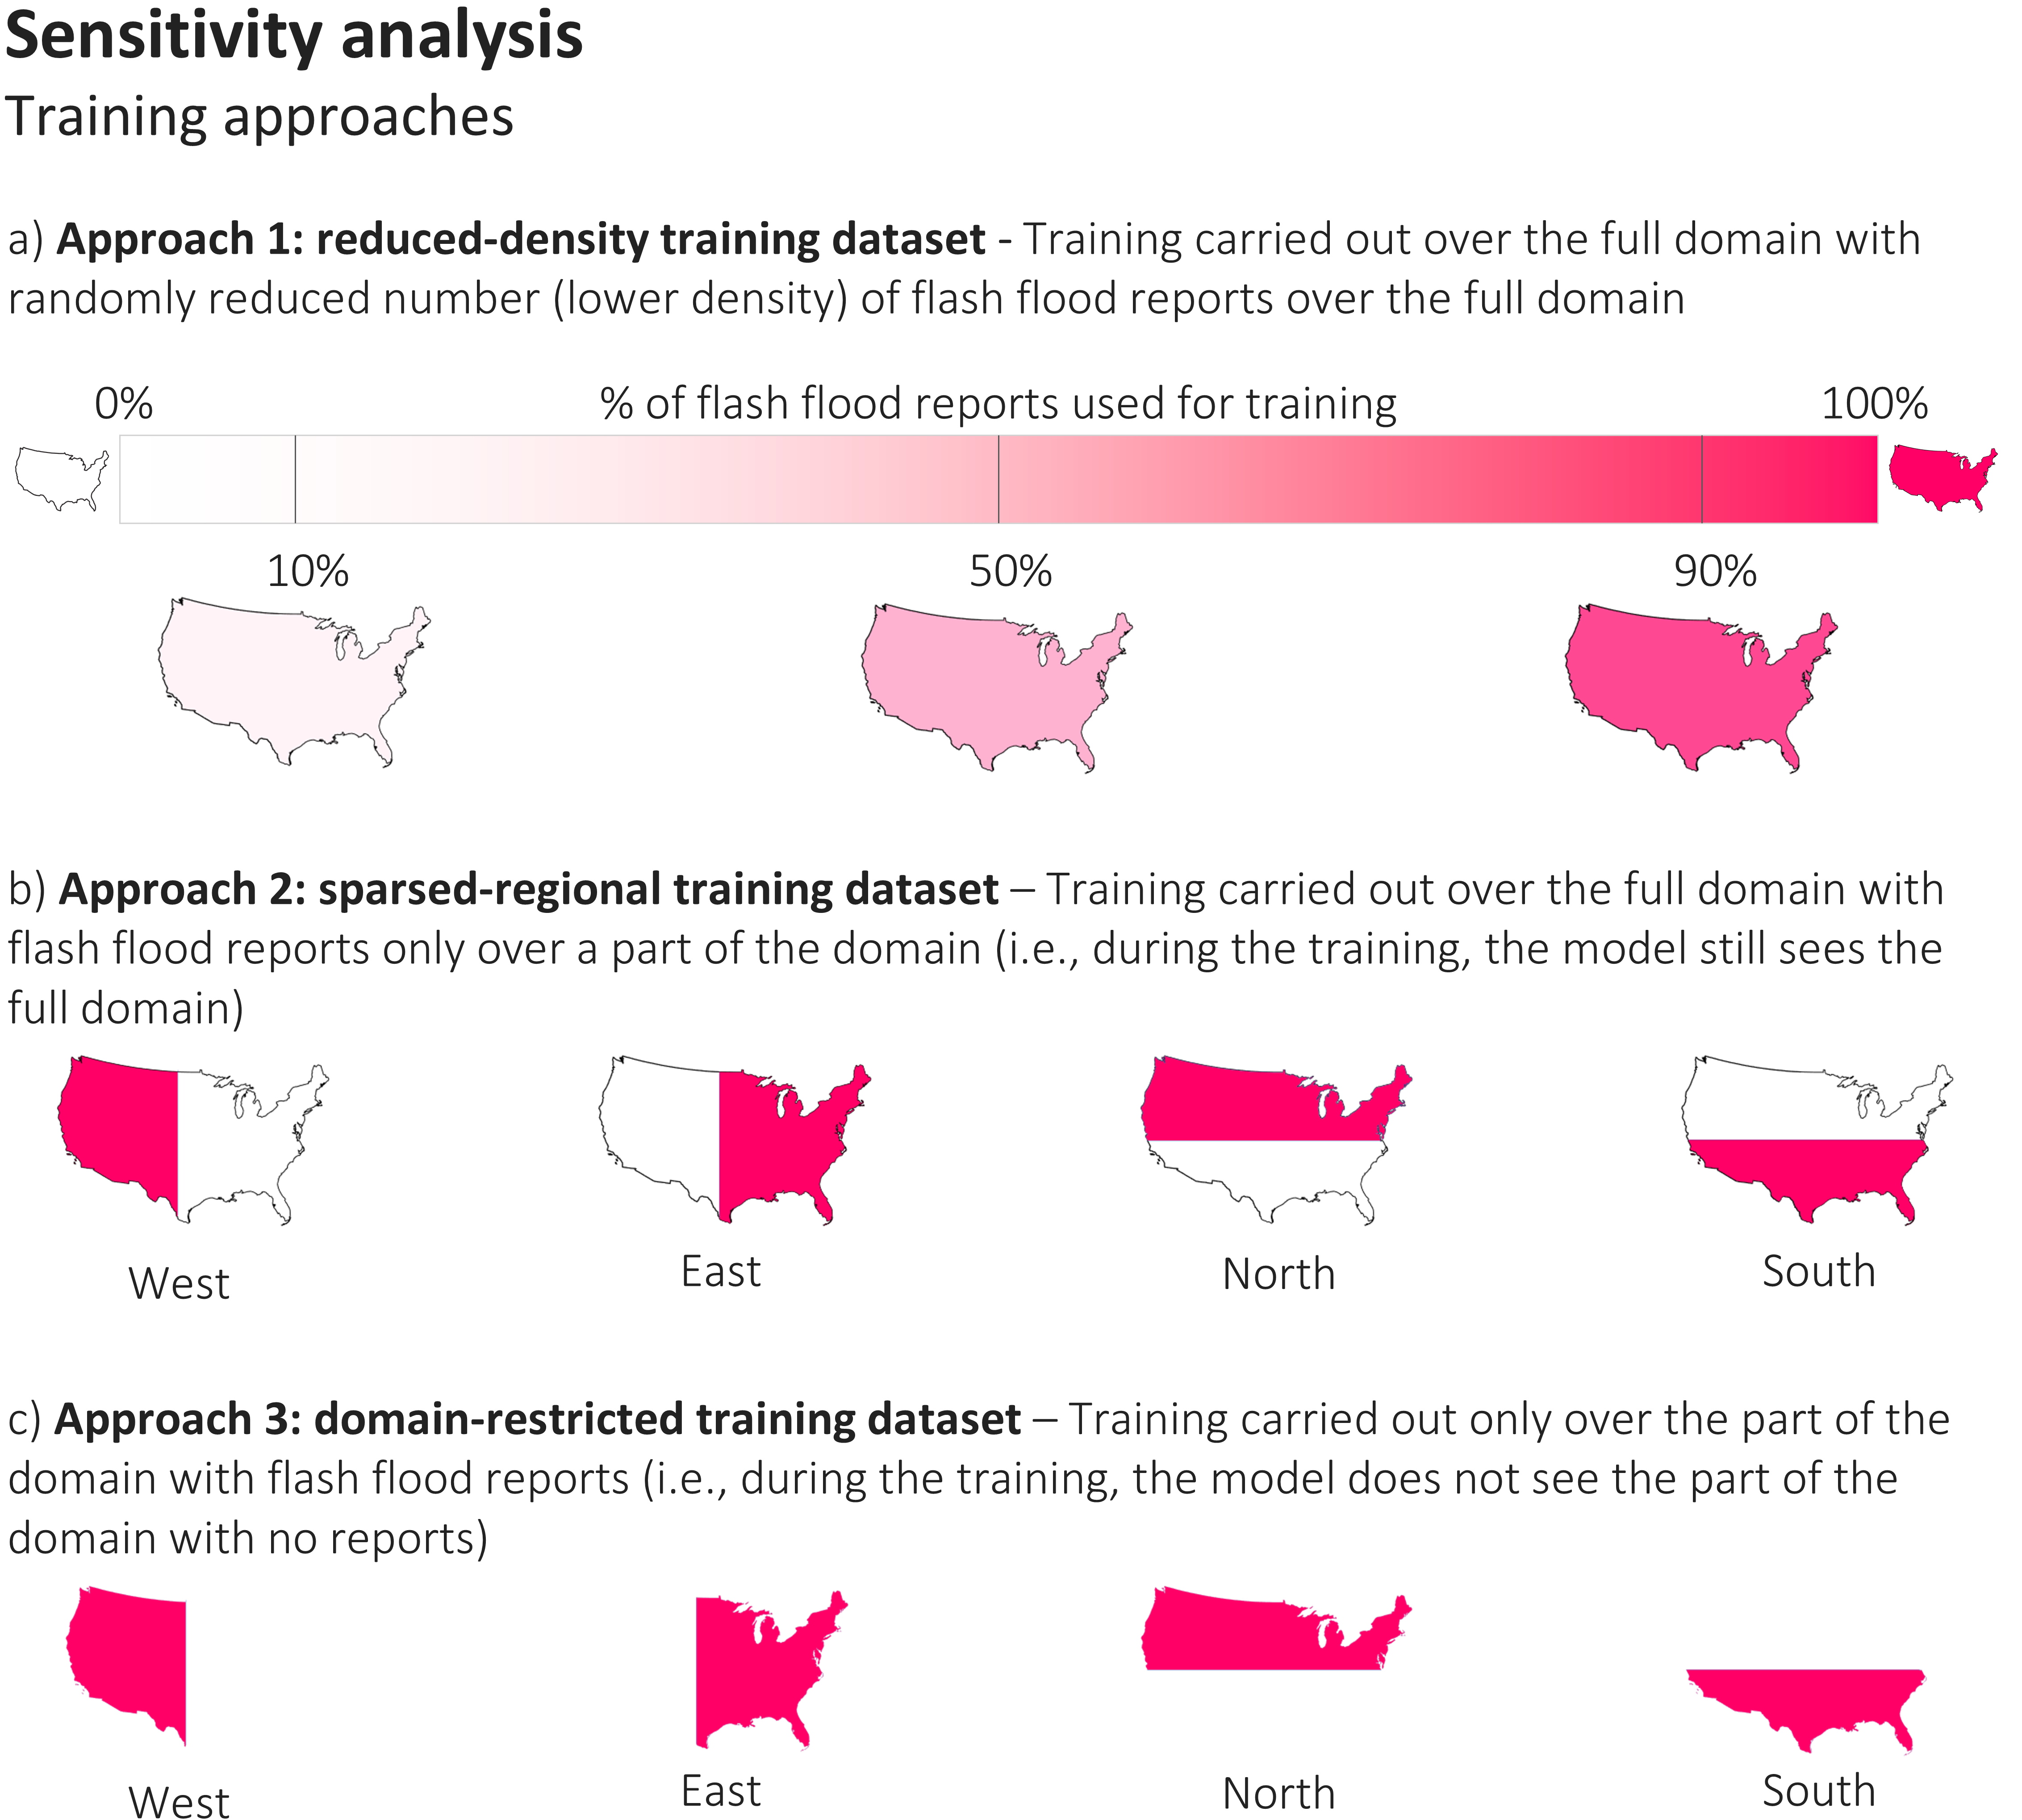 Sensitivity analysis
Training approaches
a) Approach 1: reduced-density training dataset - Training carried out over the full domain with
randomly reduced number (lower density) of flash flood reports over the full domain
0% % of flash flood reports used for training 100%
10% 50% 90%
b) Approach 2: sparsed-regional training dataset – Training carried out over the full domain with
flash flood reports only over a part of the domain (i.e., during the training, the model still sees the
full domain)
West East North South
c) Approach 3: domain-restricted training dataset – Training carried out only over the part of the
domain with flash flood reports (i.e., during the training, the model does not see the part of the
domain with no reports)
West East North South